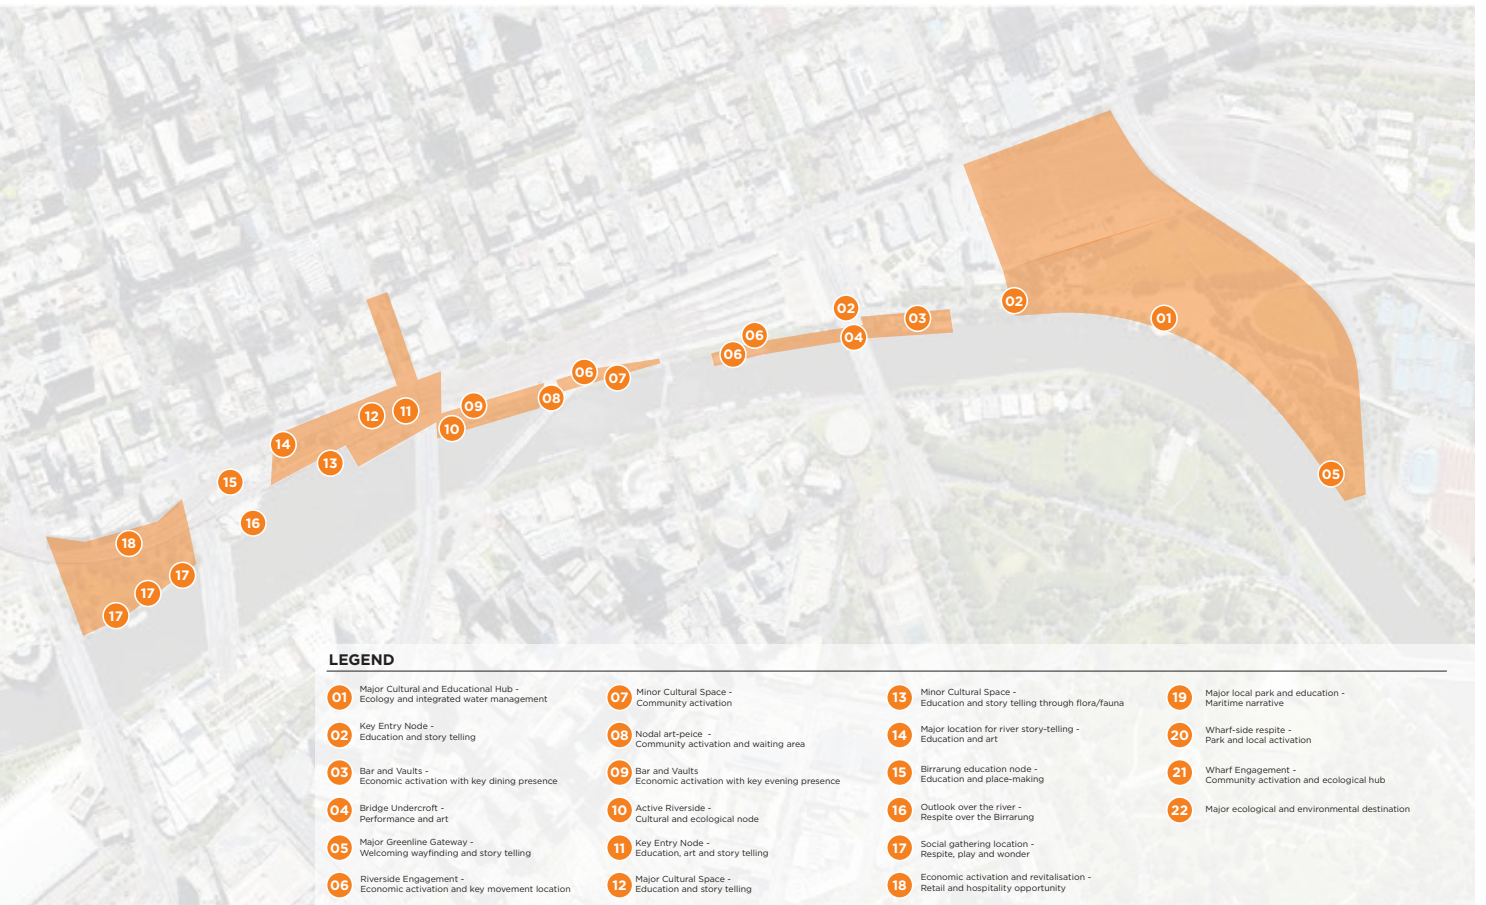 02
01
02
03
04
06
06
06
07
08
09
10
11
12
13
14
15
16
05
18
17
17
17
LEGEND
01 Major Cultural and Educational Hub -
Ecology and integrated water management
02 Key Entry Node -
Education and story telling
03 Bar and Vaults -
Economic activation with key dining presence
04 Bridge Undercroft -
Performance and art
05 Major Greenline Gateway -
Welcoming wayfinding and story telling
06 Riverside Engagement -
Economic activation and key movement location
07 Minor Cultural Space -
Community activation
08 Nodal art-peice -
Community activation and waiting area
09 Bar and Vaults
Economic activation with key evening presence
10 Active Riverside -
Cultural and ecological node
11 Key Entry Node -
Education, art and story telling
12 Major Cultural Space -
Education and story telling
13 Minor Cultural Space -
Education and story telling through flora/fauna
14 Major location for river story-telling -
Education and art
15 Birrarung education node -
Education and place-making
16 Outlook over the river -
Respite over the Birrarung
17 Social gathering location -
Respite, play and wonder
18 Economic activation and revitalisation -
Retail and hospitality opportunity
19 Major local park and education -
Maritime narrative
20 Wharf-side respite -
Park and local activation
21 Wharf Engagement -
Community activation and ecological hub
22 Major ecological and environmental destination